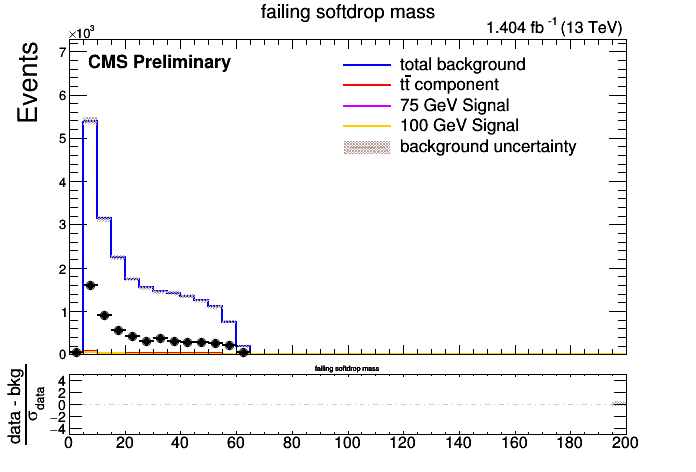 failing softdrop mass
×10³
1.404 fb⁻¹ (13 TeV)
Events
CMS Preliminary
total background
tt̅ component
75 GeV Signal
100 GeV Signal
background uncertainty
7
6
5
4
3
2
1
0
failing softdrop mass
data - bkg
σ data
4
2
0
−2
−4
0 20 40 60 80 100 120 140 160 180 200